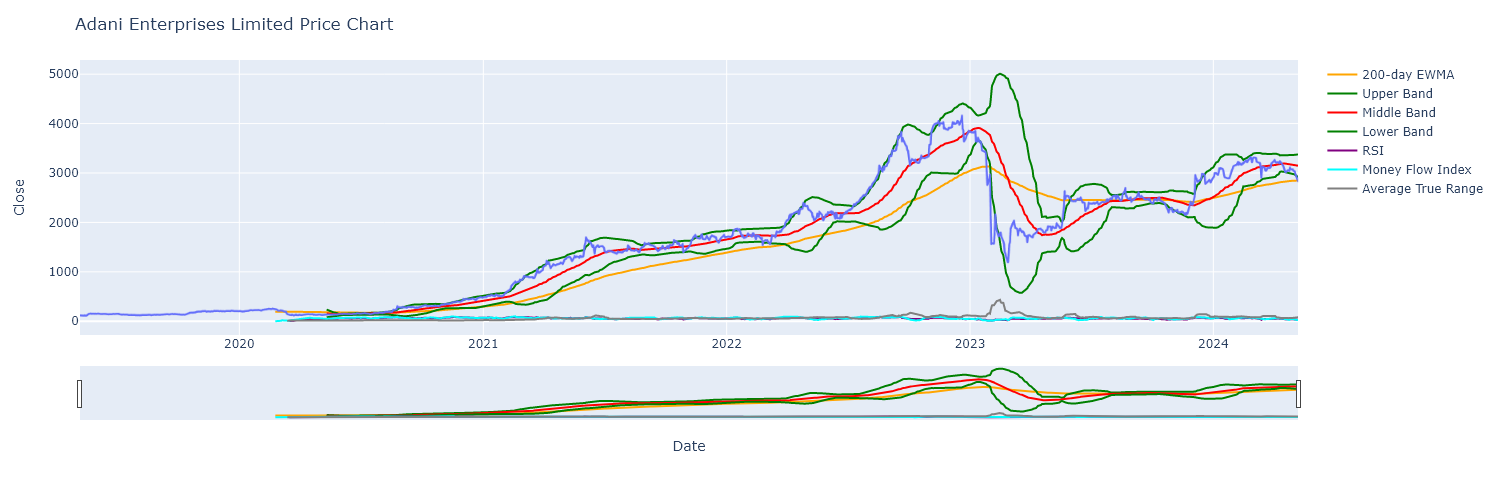 Adani Enterprises Limited Price Chart
Close
5000
4000
3000
2000
1000
0
2020
2021
2022
2023
2024
Date
200-day EWMA
Upper Band
Middle Band
Lower Band
RSI
Money Flow Index
Average True Range